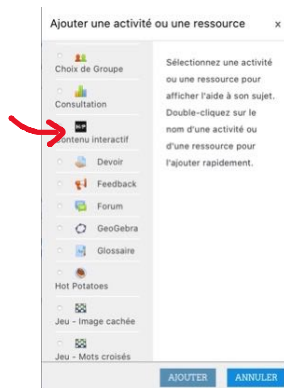 Ajouter une activité ou une ressource x
Choix de Groupe
Consultation
H-P
Contenu interactif
Devoir
Feedback
Forum
GeoGebra
Glossaire
Hot Potatoes
Jeu - Image cachée
Jeu - Mots croisés
Sélectionnez une activité
ou une ressource pour
afficher l'aide à son sujet.
Double-cliquez sur le
nom d'une activité ou
d'une ressource pour
l'ajouter rapidement.
AJOUTER ANNULER